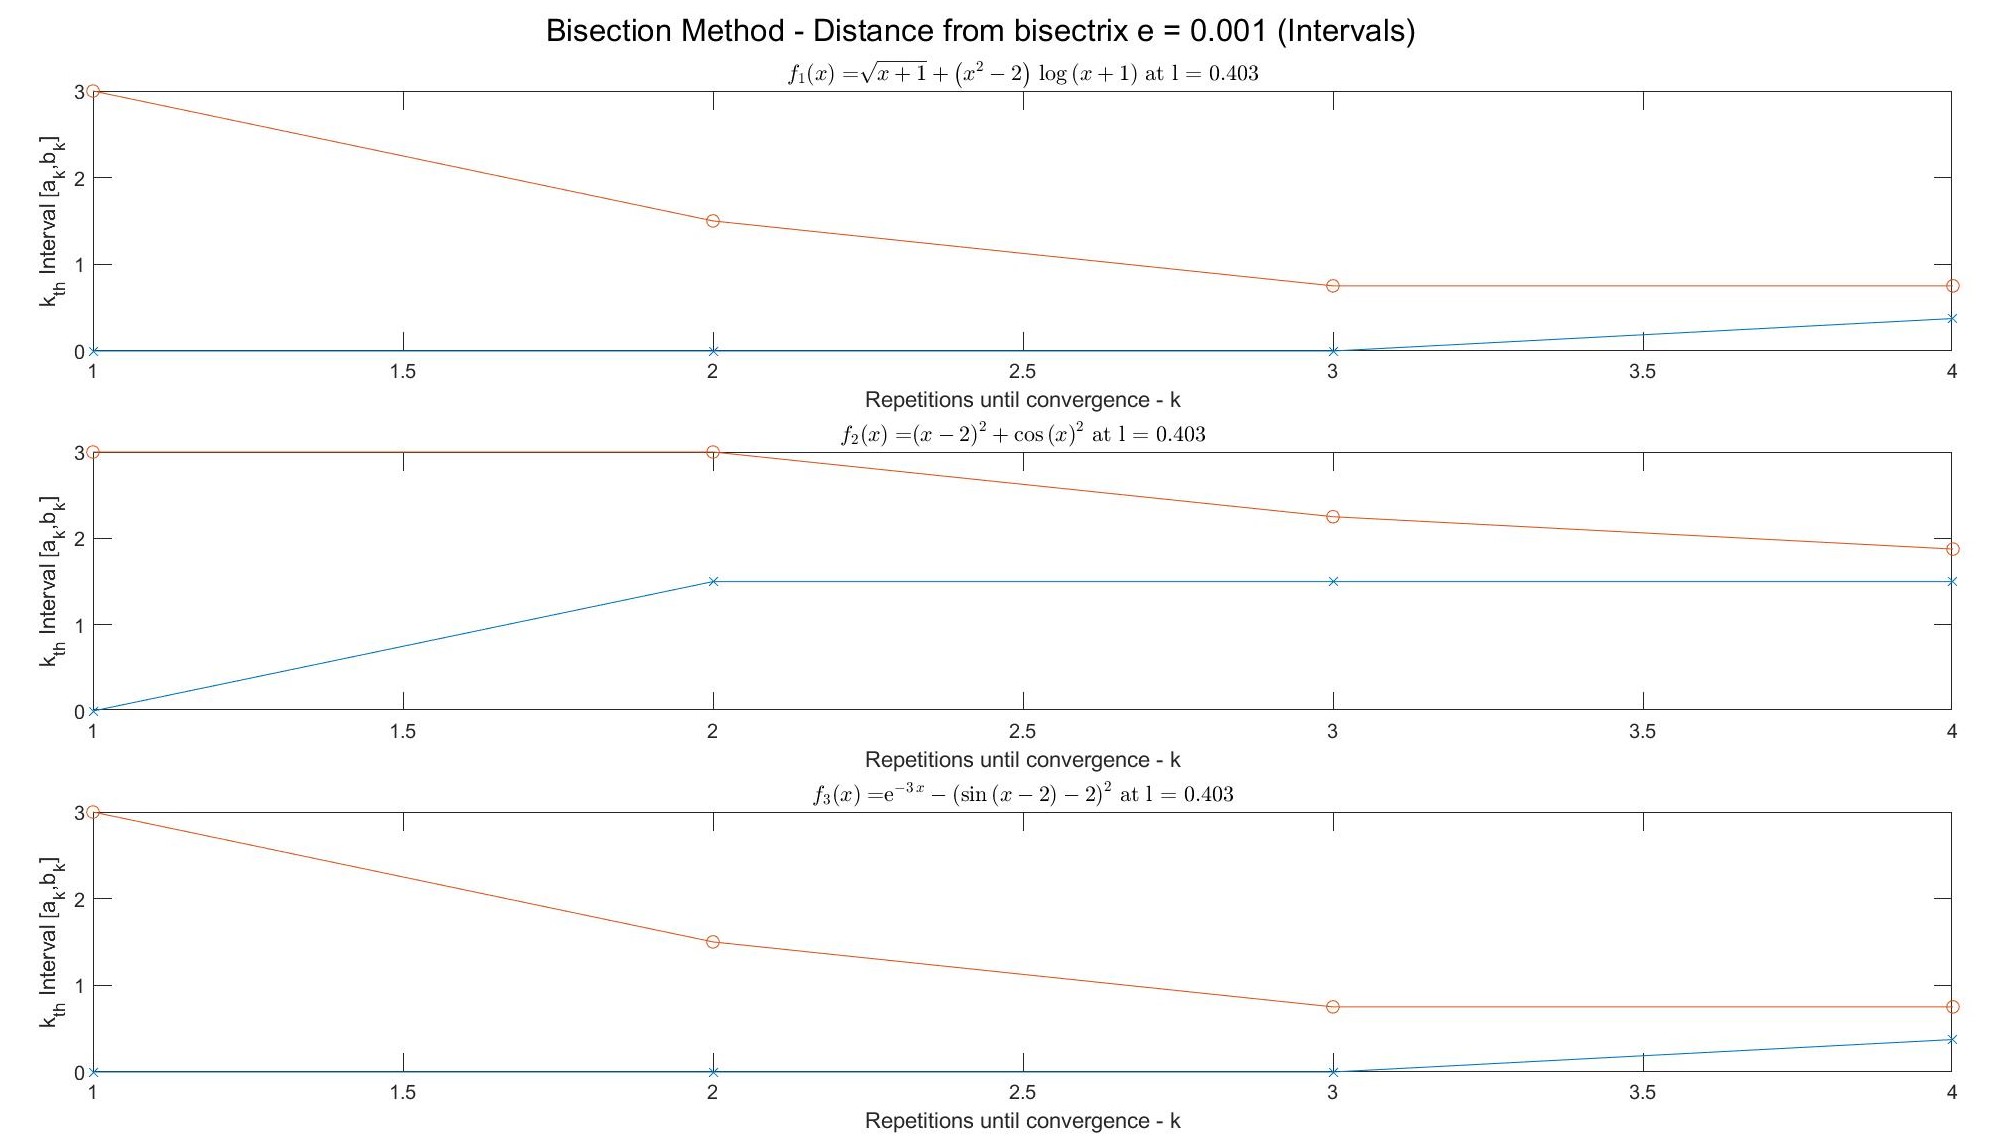 Bisection Method - Distance from bisectrix e = 0.001 (Intervals)
f₁(x) =√(x + 1) + (x² − 2) log (x + 1) at l = 0.403
k_th Interval [a_k,b_k]
3
2
1
0
1 1.5 2 2.5 3 3.5 4
Repetitions until convergence - k
f₂(x) =(x − 2)² + cos (x)² at l = 0.403
k_th Interval [a_k,b_k]
3
2
1
0
1 1.5 2 2.5 3 3.5 4
Repetitions until convergence - k
f₃(x) =e^(−3 x) − (sin (x − 2) − 2)² at l = 0.403
k_th Interval [a_k,b_k]
3
2
1
0
1 1.5 2 2.5 3 3.5 4
Repetitions until convergence - k